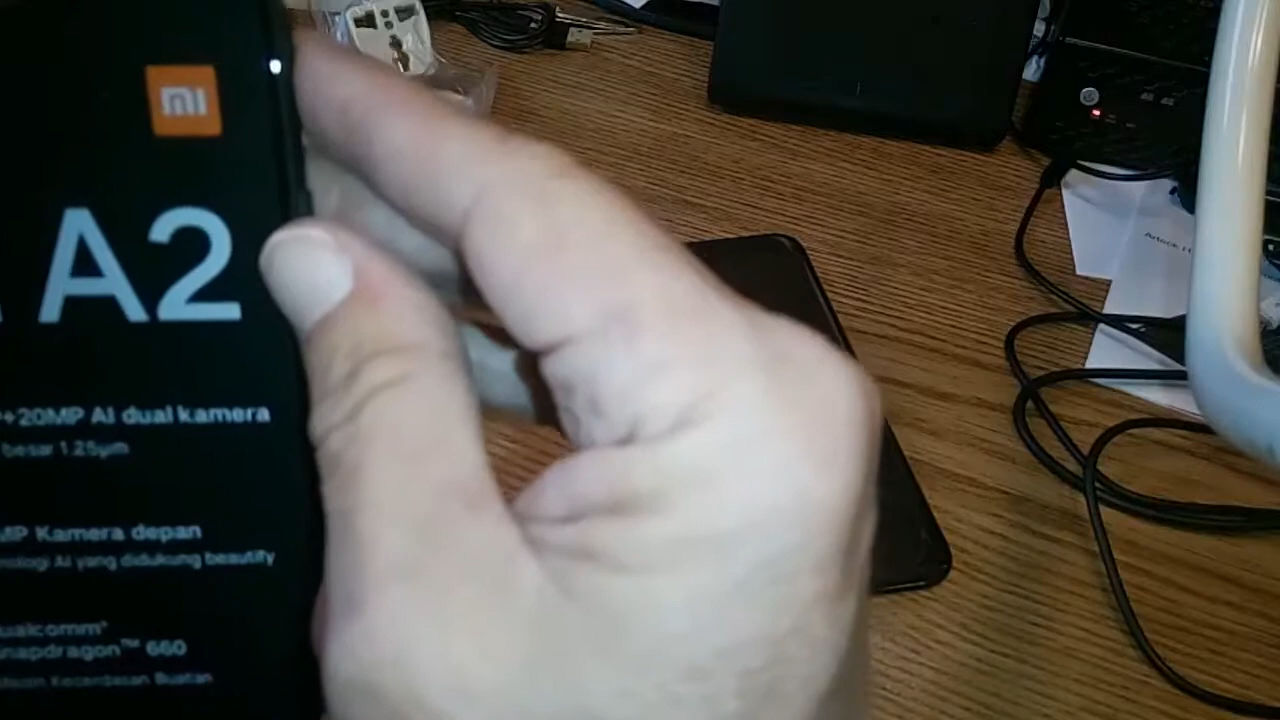 mi
A2
+20MP AI dual kamera
besar 1.25μm
MP Kamera depan
nologi AI yang didukung beautify
ualcomm®
napdragon™ 660
Buatan